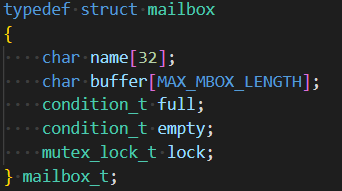 typedef struct mailbox
{
    char name[32];
    char buffer[MAX_MBOX_LENGTH];
    condition_t full;
    condition_t empty;
    mutex_lock_t lock;
} mailbox_t;